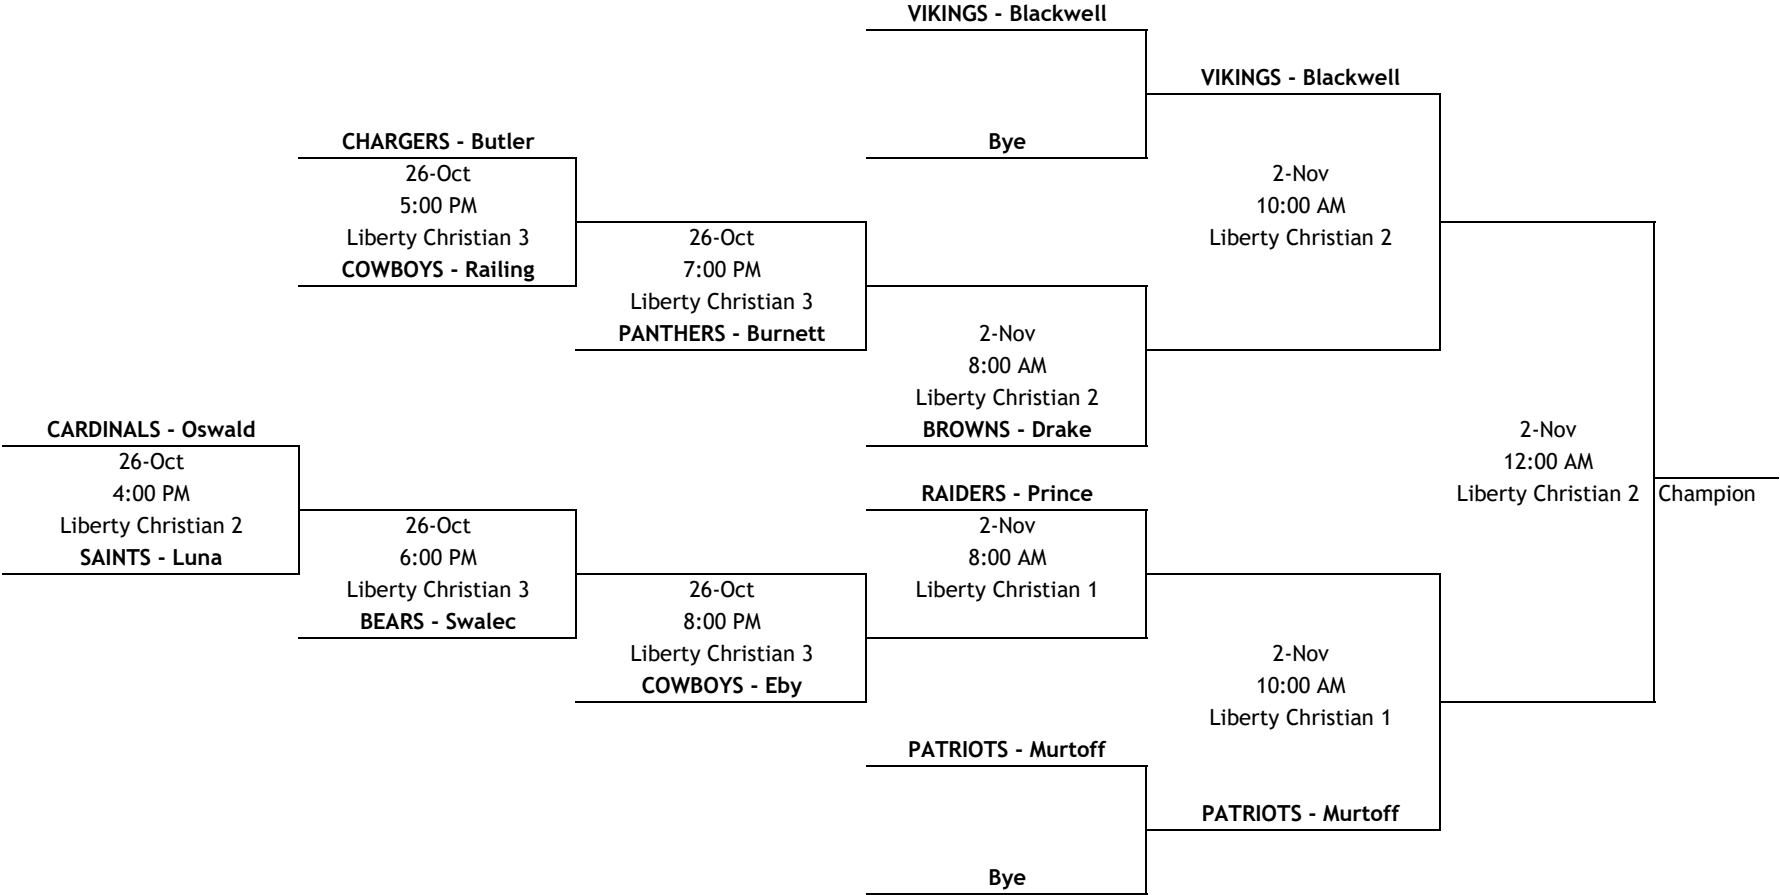 VIKINGS - Blackwell
VIKINGS - Blackwell
Bye
CHARGERS - Butler
26-Oct
5:00 PM
Liberty Christian 3
COWBOYS - Railing
26-Oct
7:00 PM
Liberty Christian 3
PANTHERS - Burnett
2-Nov
10:00 AM
Liberty Christian 2
2-Nov
8:00 AM
Liberty Christian 2
BROWNS - Drake
CARDINALS - Oswald
26-Oct
4:00 PM
Liberty Christian 2
SAINTS - Luna
2-Nov
12:00 AM
Liberty Christian 2
Champion
RAIDERS - Prince
2-Nov
8:00 AM
Liberty Christian 1
26-Oct
6:00 PM
Liberty Christian 3
BEARS - Swalec
26-Oct
8:00 PM
Liberty Christian 3
COWBOYS - Eby
2-Nov
10:00 AM
Liberty Christian 1
PATRIOTS - Murtoff
PATRIOTS - Murtoff
Bye